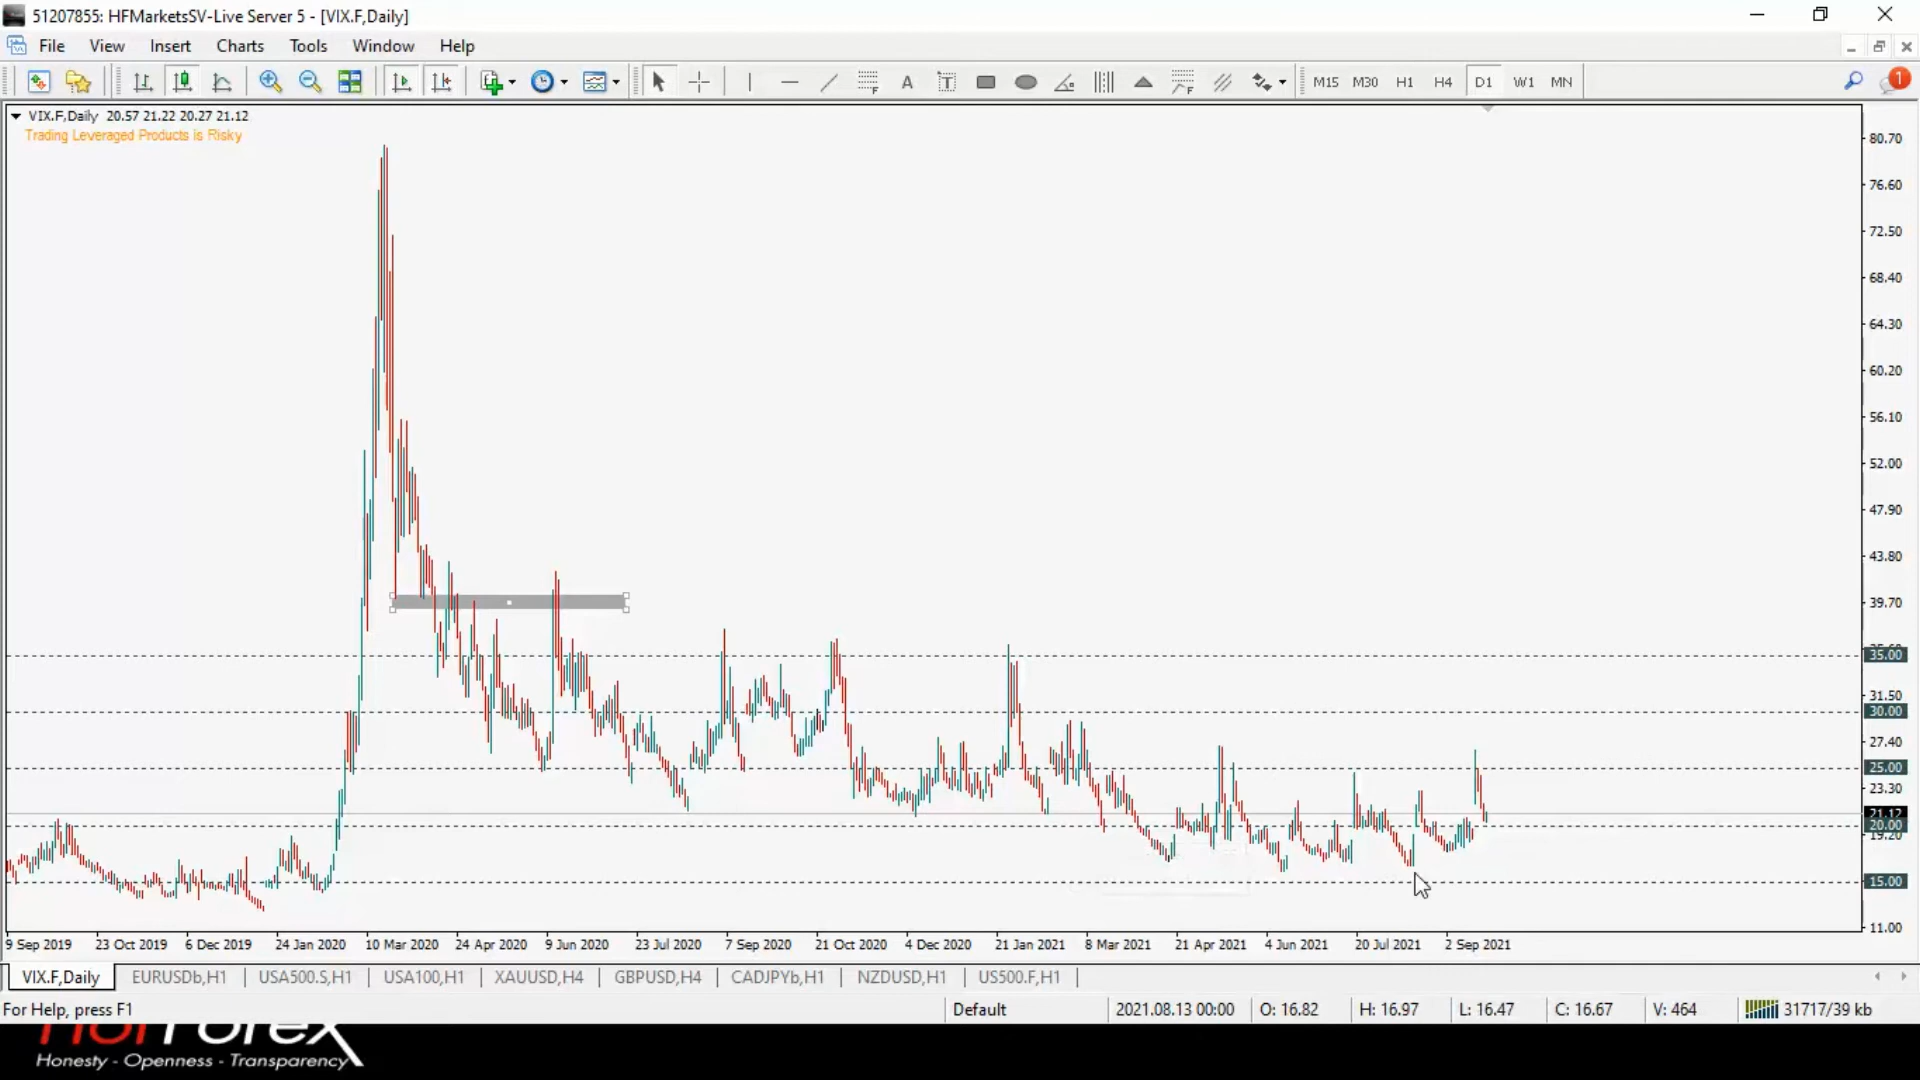 51207855: HFMarketsSV-Live Server 5 - [VIX.F,Daily]
File View Insert Charts Tools Window Help
A T M15 M30 H1 H4 D1 W1 MN 1
VIX.F,Daily 20.57 21.22 20.27 21.12
Trading Leveraged Products is Risky
80.70
76.60
72.50
68.40
64.30
60.20
56.10
52.00
47.90
43.80
39.70
35.00
31.50
30.00
27.40
25.00
23.30
21.12
20.00
19.20
15.00
11.00
9 Sep 2019 23 Oct 2019 6 Dec 2019 24 Jan 2020 10 Mar 2020 24 Apr 2020 9 Jun 2020 23 Jul 2020 7 Sep 2020 21 Oct 2020 4 Dec 2020 21 Jan 2021 8 Mar 2021 21 Apr 2021 4 Jun 2021 20 Jul 2021 2 Sep 2021
VIX.F,Daily EURUSDb,H1 USA500.S,H1 USA100,H1 XAUUSD,H4 GBPUSD,H4 CADJPYb,H1 NZDUSD,H1 US500.F,H1
For Help, press F1 Default 2021.08.13 00:00 O: 16.82 H: 16.97 L: 16.47 C: 16.67 V: 464 31717/39 kb
HotForex
Honesty - Openness - Transparency